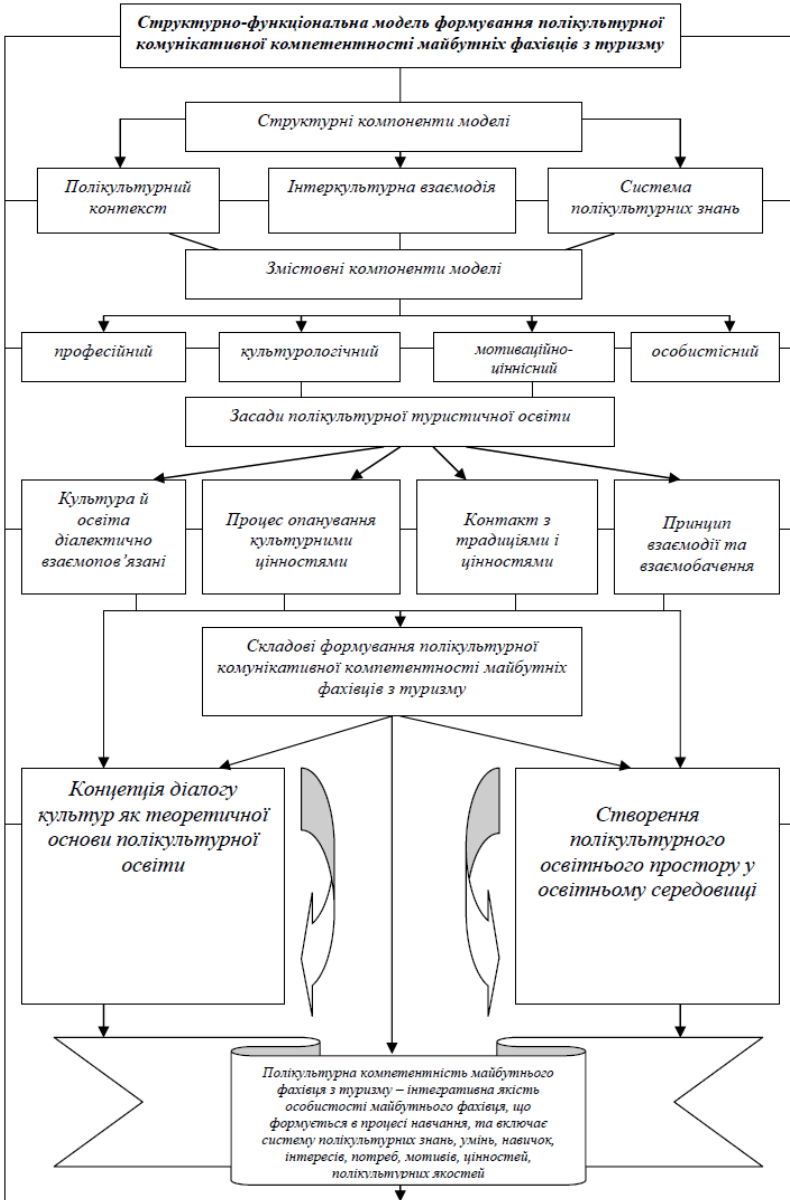 Структурно-функціональна модель формування полікультурної
комунікативної компетентності майбутніх фахівців з туризму
Структурні компоненти моделі
Полікультурний
контекст
Інтеркультурна взаємодія
Система
полікультурних знань
Змістовні компоненти моделі
професійний
культурологічний
мотиваційно-
ціннісний
особистісний
Засади полікультурної туристичної освіти
Культура й
освіта
діалектично
взаємопов’язані
Процес опанування
культурними
цінностями
Контакт з
традиціями і
цінностями
Принцип
взаємодії та
взаємобачення
Складові формування полікультурної
комунікативної компетентності майбутніх
фахівців з туризму
Концепція діалогу
культур як теоретичної
основи полікультурної
освіти
Створення
полікультурного
освітнього простору у
освітньому середовищі
Полікультурна компетентність майбутнього
фахівця з туризму – інтегративна якість
особистості майбутнього фахівця, що
формується в процесі навчання, та включає
систему полікультурних знань, умінь, навичок,
інтересів, потреб, мотивів, цінностей,
полікультурних якостей